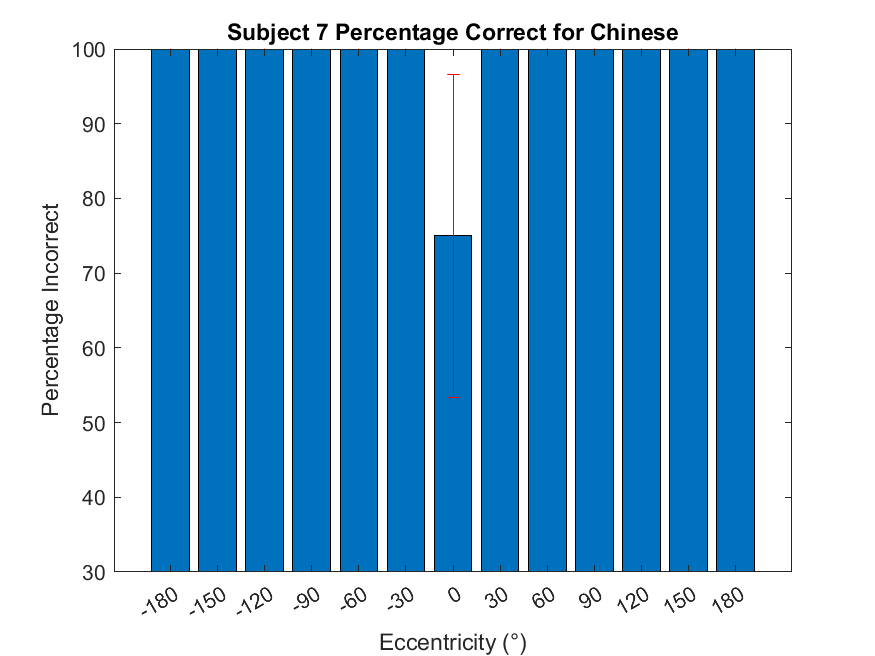 Subject 7 Percentage Correct for Chinese
100
90
80
70
60
50
40
30
Percentage Incorrect
-180 -150 -120 -90 -60 -30 0 30 60 90 120 150 180
Eccentricity (°)